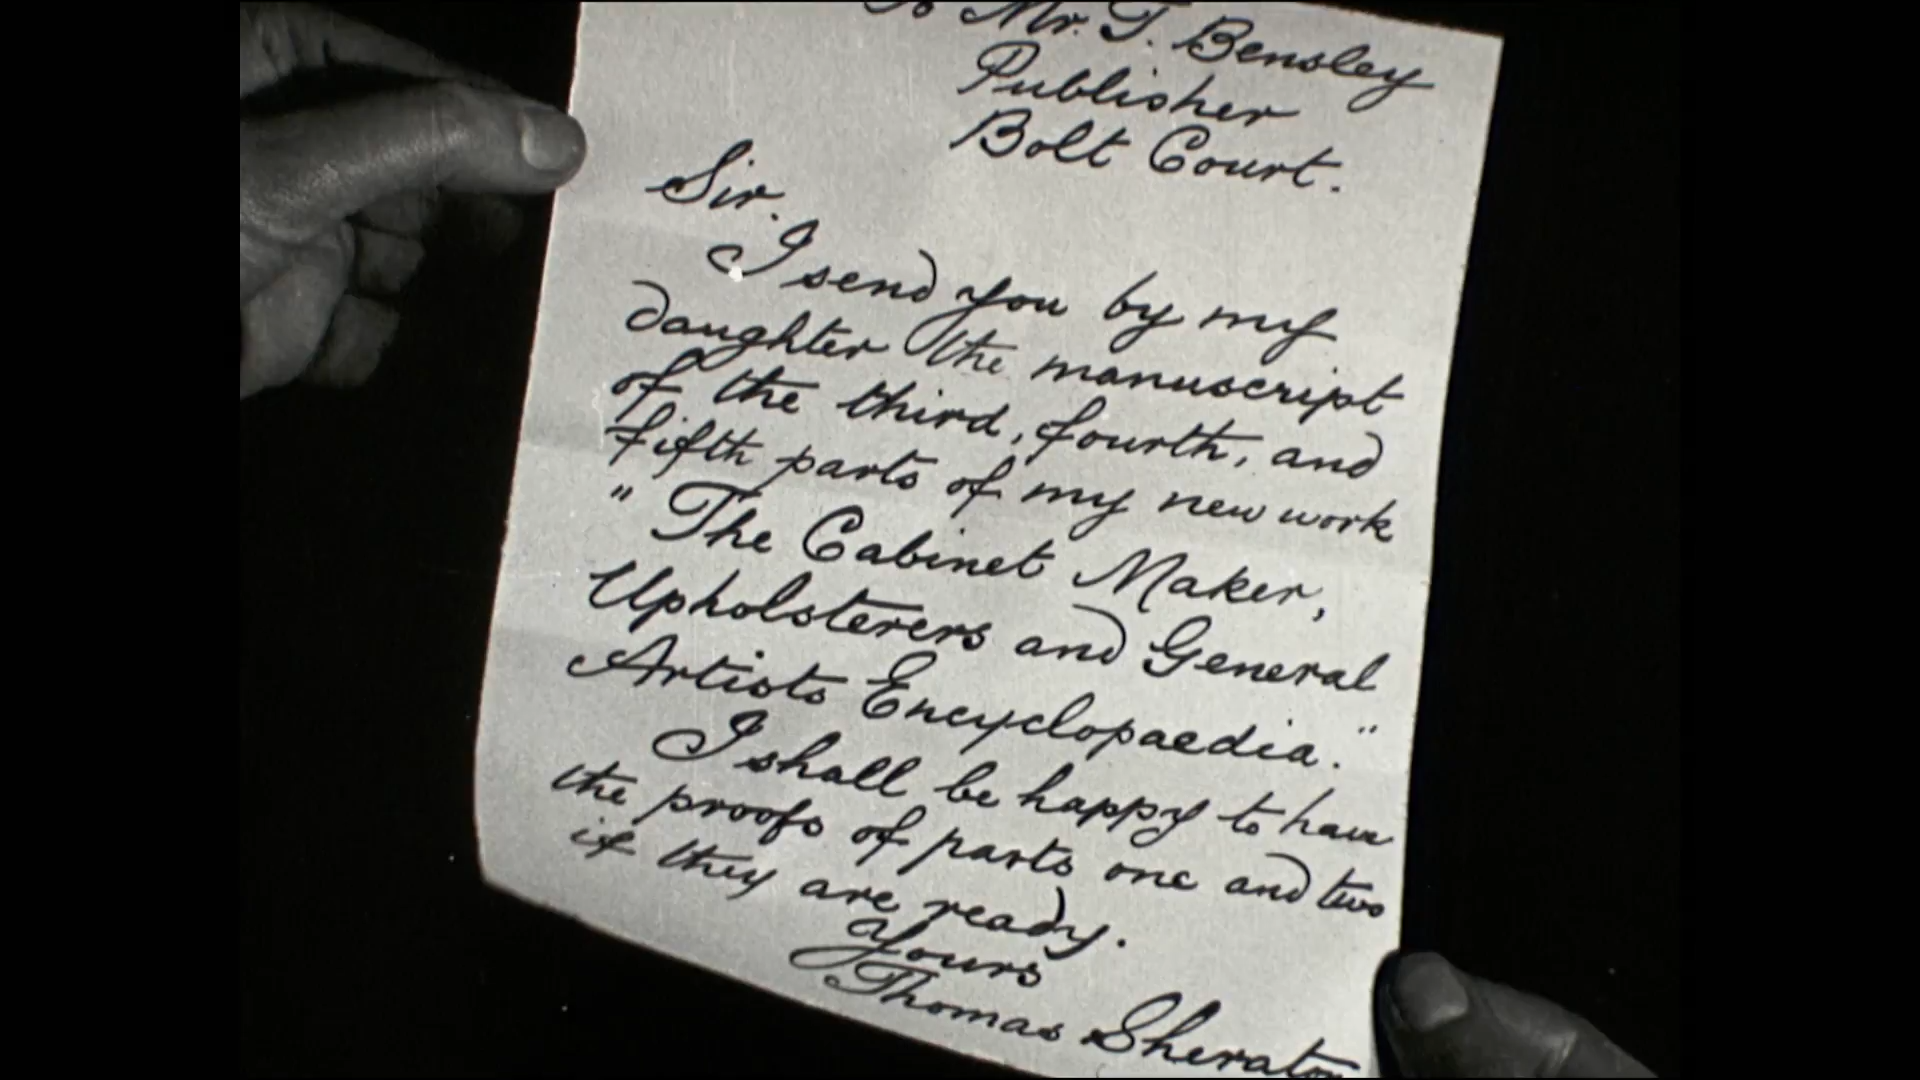 To Mr. T. Bensley
Publisher
Bolt Court.
Sir.
I send you by my
daughter the manuscript
of the third, fourth, and
fifth parts of my new work
"The Cabinet Maker,
Upholsterers and General
Artists Encyclopaedia."
I shall be happy to have
the proofs of parts one and two
if they are ready.
Yours
Thomas Sheraton